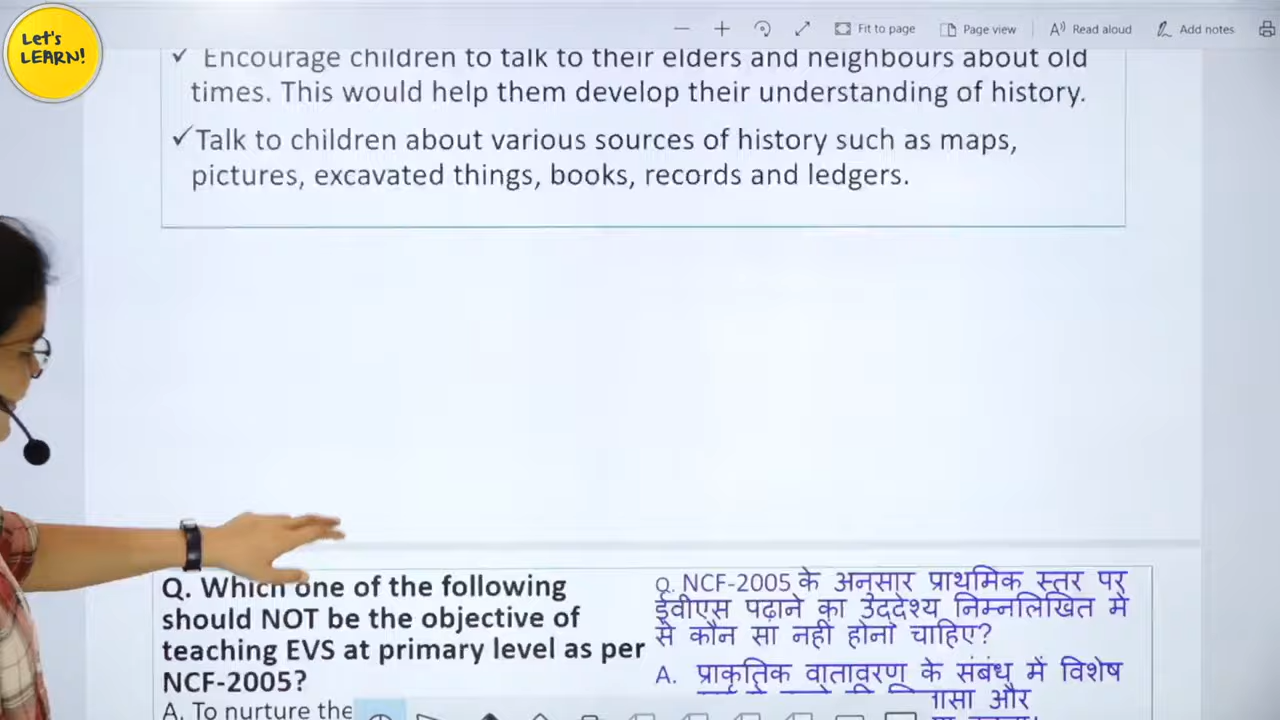 Let's
LEARN!
Fit to page
Page view
Read aloud
Add notes
✓ Encourage children to talk to their elders and neighbours about old
times. This would help them develop their understanding of history.
✓ Talk to children about various sources of history such as maps,
pictures, excavated things, books, records and ledgers.
Q. Which one of the following
should NOT be the objective of
teaching EVS at primary level as per
NCF-2005?
A. To nurture the
Q. NCF-2005 के अनुसार प्राथमिक स्तर पर
ईवीएस पढ़ाने का उद्देश्य निम्नलिखित में
से कौन सा नहीं होना चाहिए?
A. प्राकृतिक वातावरण के संबंध में विशेष
और